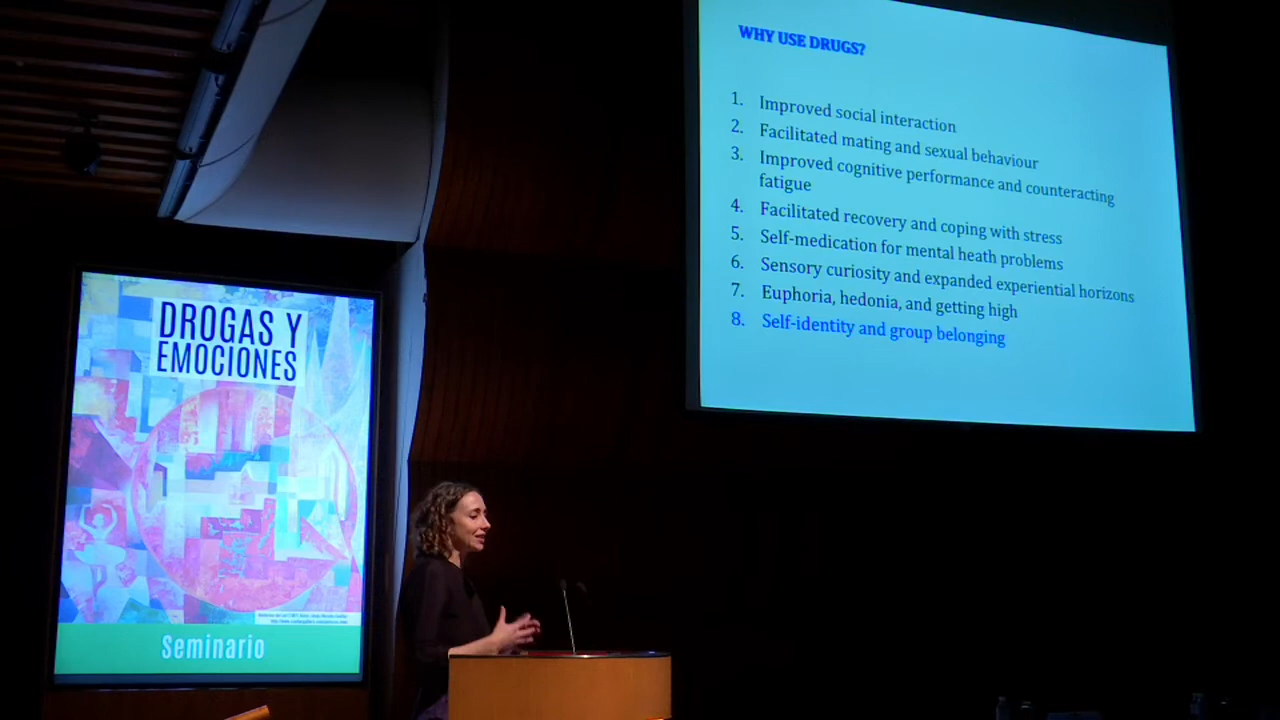 WHY USE DRUGS?
1. Improved social interaction
2. Facilitated mating and sexual behaviour
3. Improved cognitive performance and counteracting
fatigue
4. Facilitated recovery and coping with stress
5. Self-medication for mental heath problems
6. Sensory curiosity and expanded experiential horizons
7. Euphoria, hedonia, and getting high
8. Self-identity and group belonging
DROGAS Y
EMOCIONES
Seminario